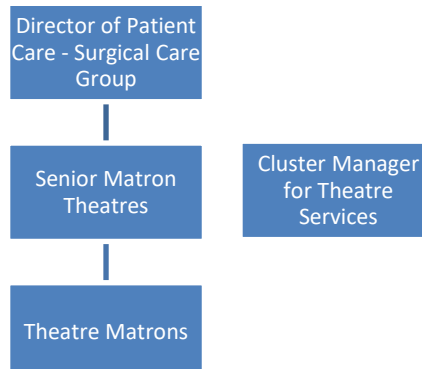 Director of Patient
Care - Surgical Care
Group
Senior Matron
Theatres
Cluster Manager
for Theatre
Services
Theatre Matrons